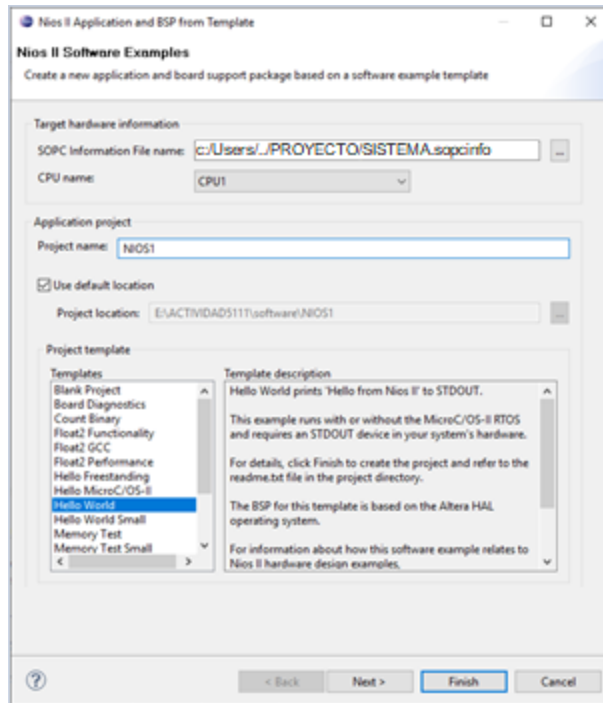 Nios II Application and BSP from Template
Nios II Software Examples
Create a new application and board support package based on a software example template
Target hardware information
SOPC Information File name: c:/Users/../PROYECTO/SISTEMA.sopcinfo ...
CPU name: CPU1
Application project
Project name: NIOS1
Use default location
Project location: E:\ACTIVIDAD5111\software\NIOS1 ...
Project template
Templates
Blank Project
Board Diagnostics
Count Binary
Float2 Functionality
Float2 GCC
Float2 Performance
Hello Freestanding
Hello MicroC/OS-II
Hello World
Hello World Small
Memory Test
Memory Test Small
Template description
Hello World prints 'Hello from Nios II' to STDOUT.
This example runs with or without the MicroC/OS-II RTOS
and requires an STDOUT device in your system's hardware.
For details, click Finish to create the project and refer to the
readme.txt file in the project directory.
The BSP for this template is based on the Altera HAL
operating system.
For information about how this software example relates to
Nios II hardware design examples,
? < Back Next > Finish Cancel